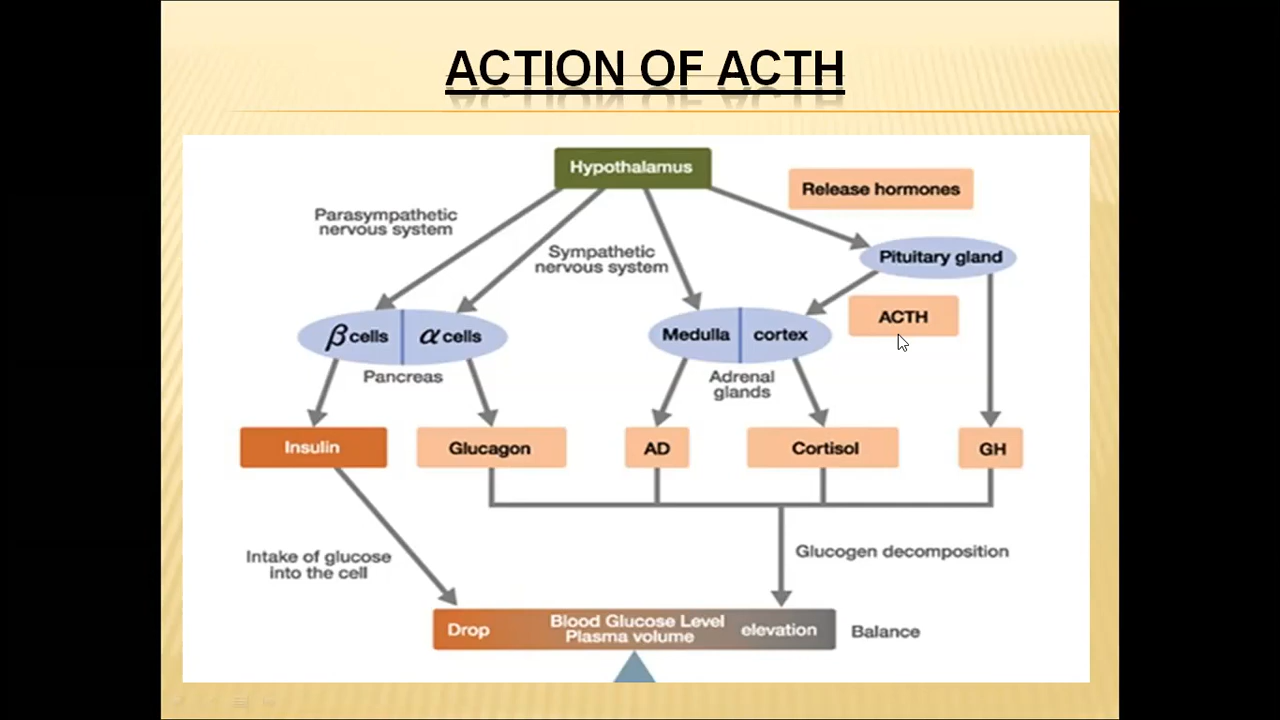 ACTION OF ACTH
Hypothalamus
Release hormones
Parasympathetic
nervous system
Sympathetic
nervous system
Pituitary gland
ACTH
β cells
α cells
Medulla
cortex
Pancreas
Adrenal
glands
Insulin
Glucagon
AD
Cortisol
GH
Intake of glucose
into the cell
Glucogen decomposition
Drop
Blood Glucose Level
Plasma volume
elevation
Balance